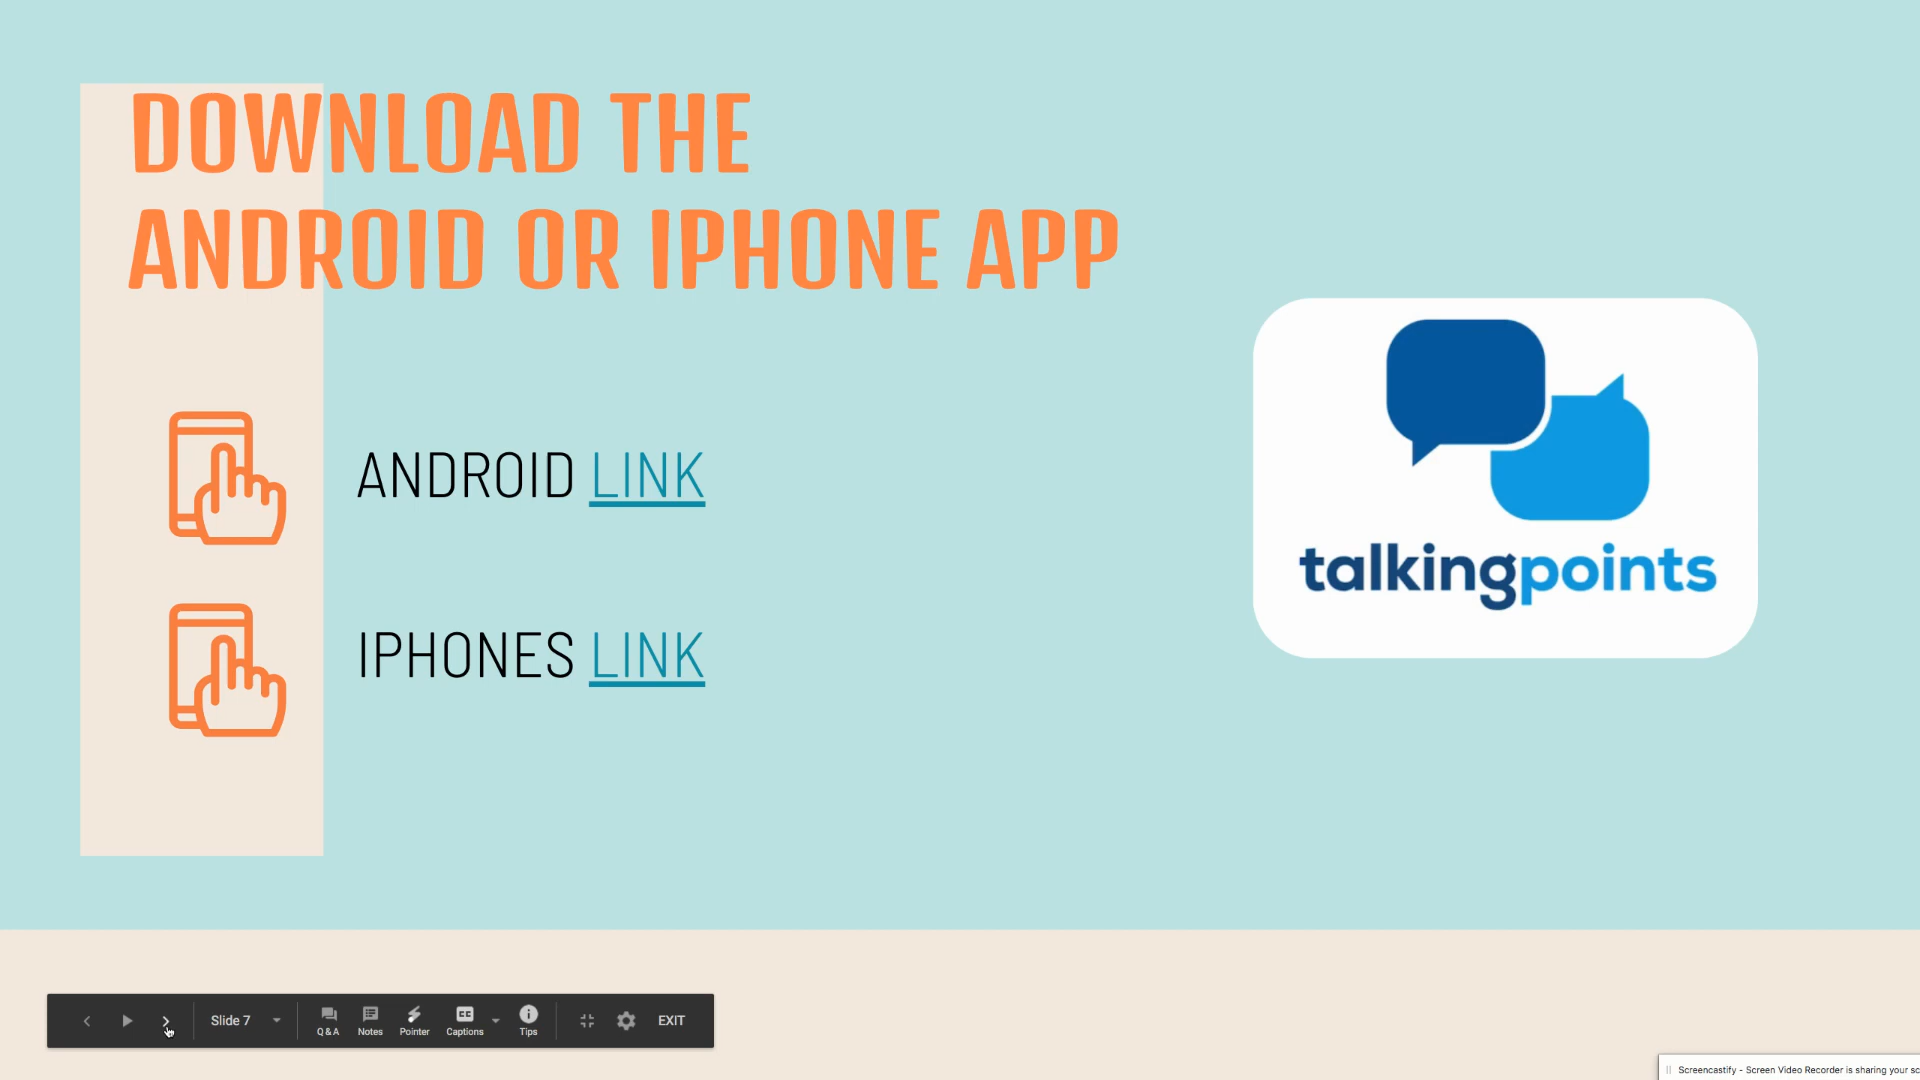 DOWNLOAD THE
ANDROID OR IPHONE APP
ANDROID LINK
IPHONES LINK
talkingpoints
Slide 7
Q & A
Notes
Pointer
CC
Captions
Tips
EXIT
Screencastify - Screen Video Recorder is sharing your